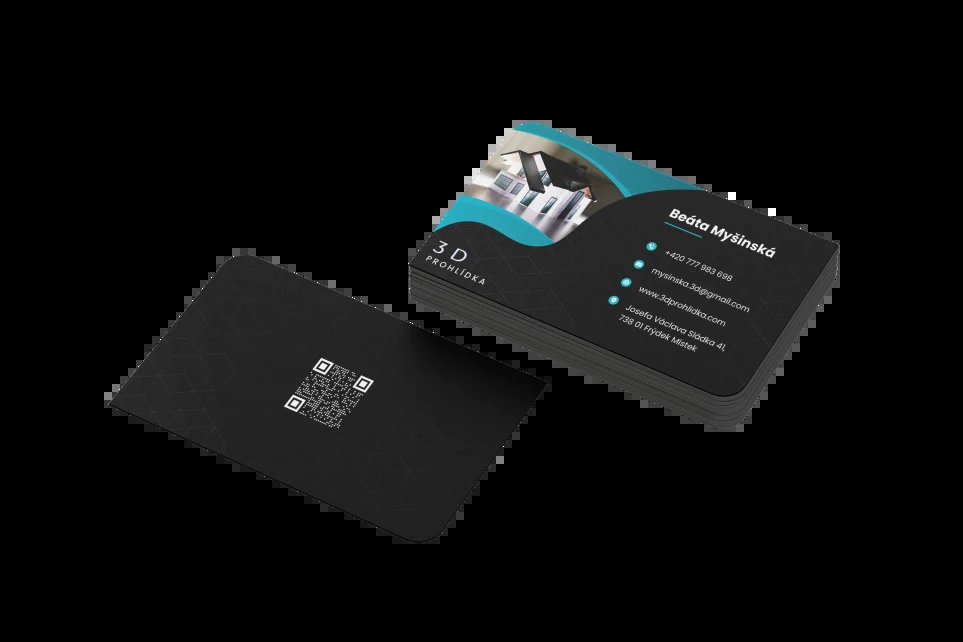 3 D
PROHLÍDKA
Beáta Myšinská
+420 777 983 698
mysinska.3d@gmail.com
www.3dprohlidka.com
Josefa Václava Sládka 41,
738 01 Frýdek Místek